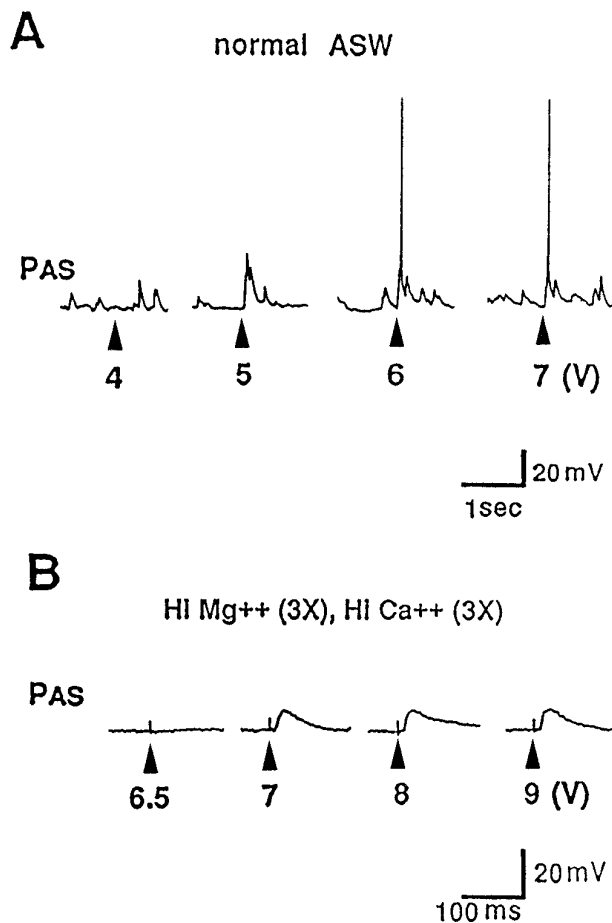 A
normal ASW
PAS
4 5 6 7 (V)
20 mV
1sec
B
HI Mg++ (3X), HI Ca++ (3X)
PAS
6.5 7 8 9 (V)
20 mV
100 ms